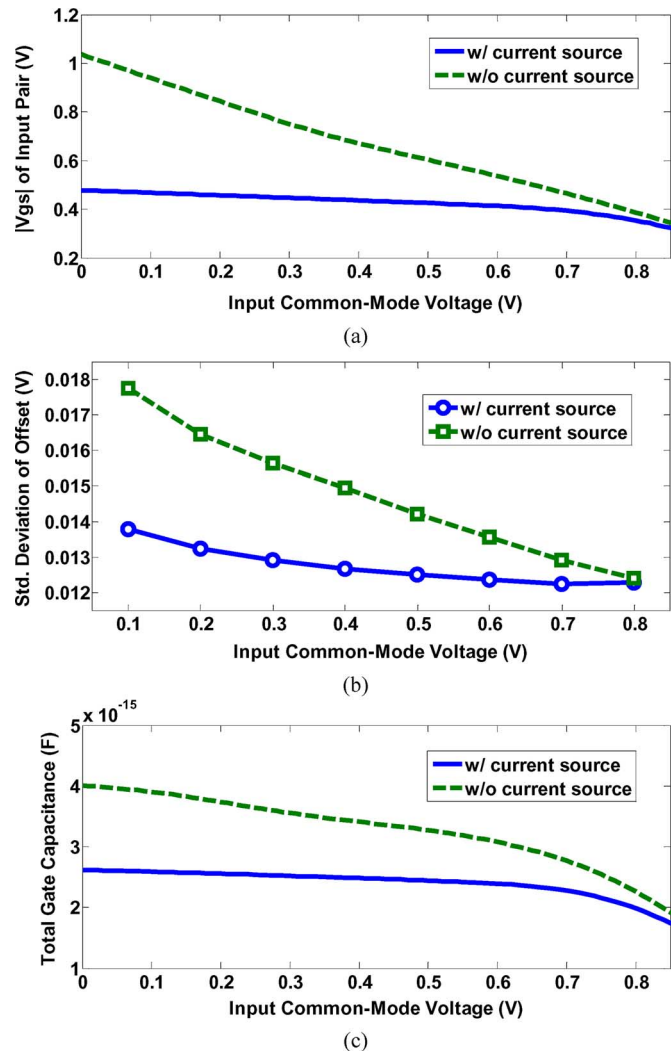 1.2
1
0.8
0.6
0.4
0.2
|Vgs| of Input Pair (V)
w/ current source
w/o current source
0 0.1 0.2 0.3 0.4 0.5 0.6 0.7 0.8
Input Common-Mode Voltage (V)
(a)
0.018
0.017
0.016
0.015
0.014
0.013
0.012
Std. Deviation of Offset (V)
w/ current source
w/o current source
0.1 0.2 0.3 0.4 0.5 0.6 0.7 0.8
Input Common-Mode Voltage (V)
(b)
x 10-15
5
4
3
2
1
Total Gate Capacitance (F)
w/ current source
w/o current source
0 0.1 0.2 0.3 0.4 0.5 0.6 0.7 0.8
Input Common-Mode Voltage (V)
(c)